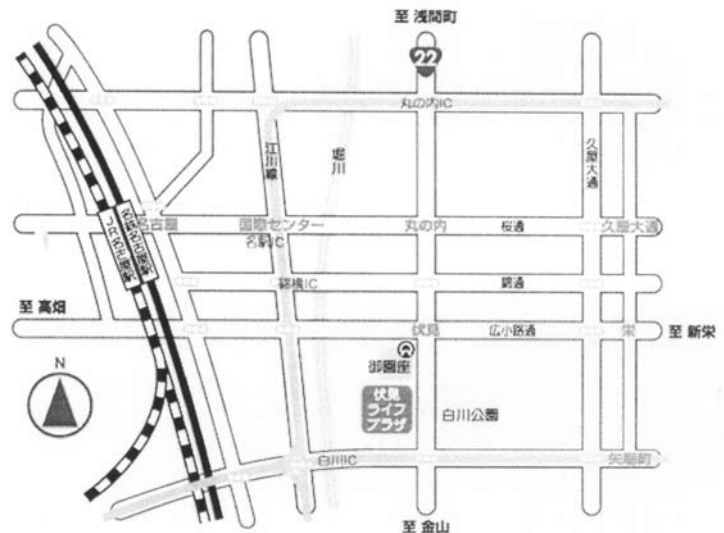 至 浅間町
22
丸の内IC
江川線
堀川
久屋大通
名古屋
国際センター
丸の内
桜通
久屋大通
名駅IC
錦橋IC
錦通
至 高畑
伏見
広小路通
栄
至 新栄
御園座
N
伏見
ライフ
プラザ
白川公園
白川IC
矢場町
至 金山